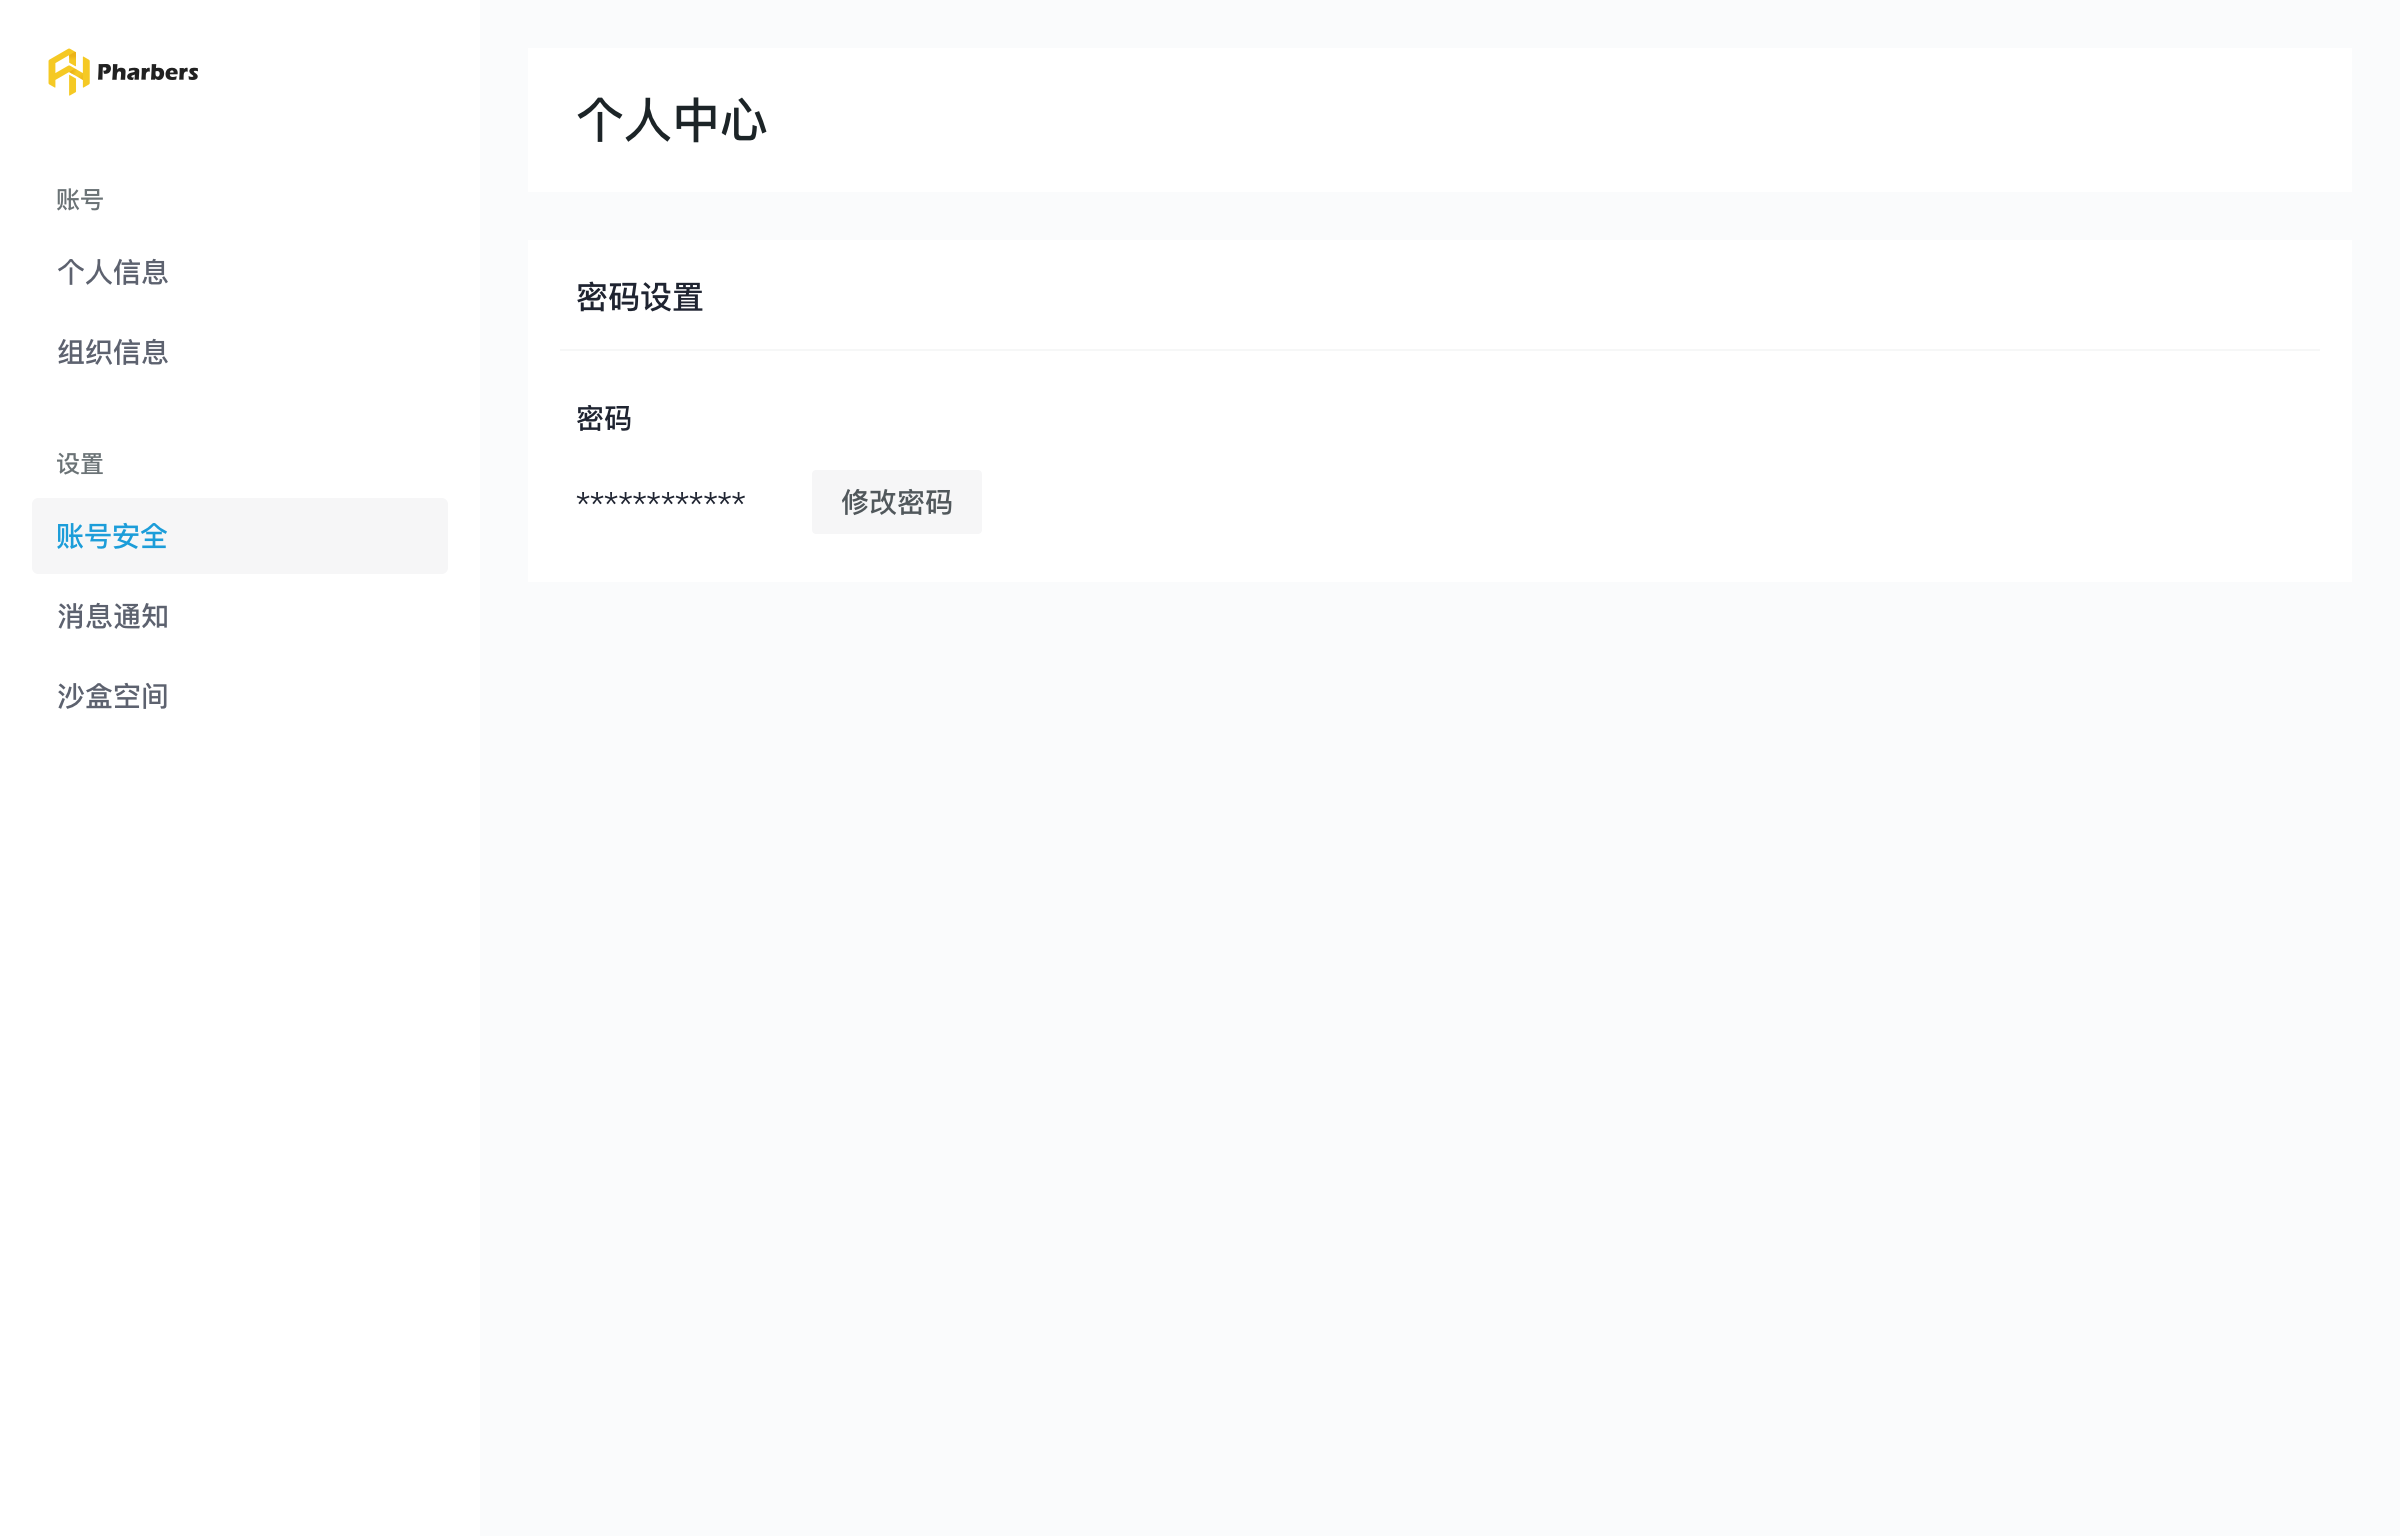 Pharbers
账号
个人信息
组织信息
设置
账号安全
消息通知
沙盒空间
个人中心
密码设置
密码
************ 修改密码